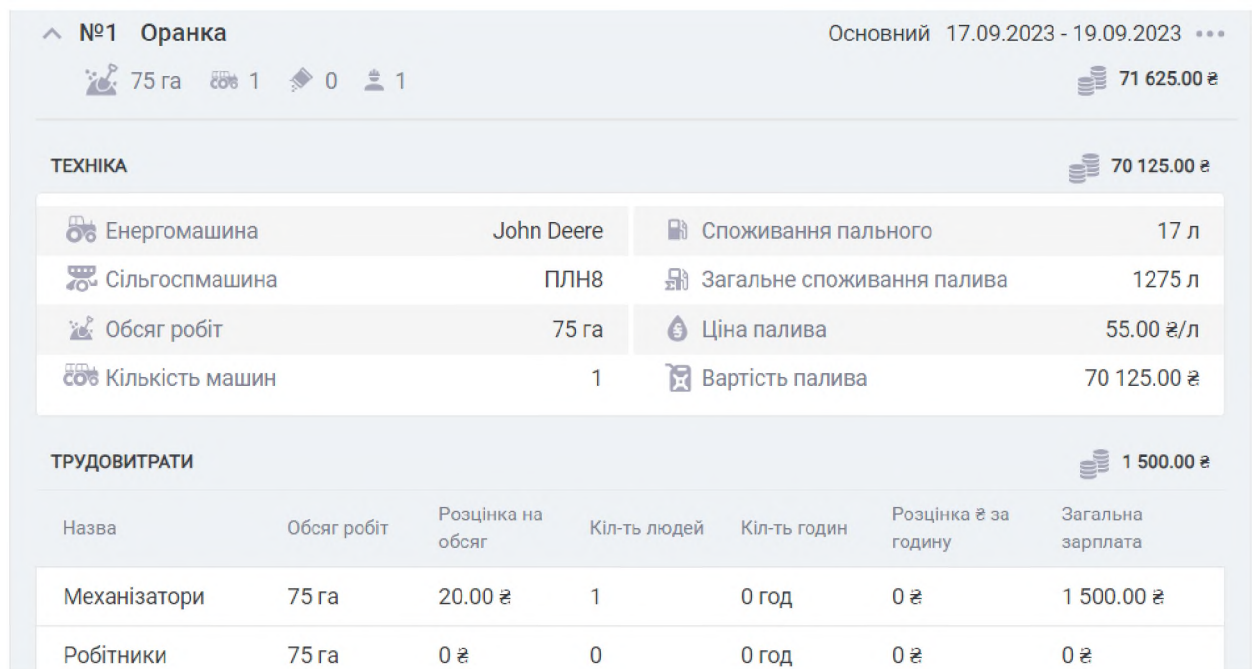 №1 Оранка Основний 17.09.2023 - 19.09.2023
75 га 1 0 1 71 625.00 ₴
ТЕХНІКА 70 125.00 ₴
Енергомашина John Deere Споживання пального 17 л
Сільгоспмашина ПЛН8 Загальне споживання палива 1275 л
Обсяг робіт 75 га Ціна палива 55.00 ₴/л
Кількість машин 1 Вартість палива 70 125.00 ₴
ТРУДОВИТРАТИ 1 500.00 ₴
Назва Обсяг робіт Розцінка на обсяг Кіл-ть людей Кіл-ть годин Розцінка ₴ за годину Загальна зарплата
Механізатори 75 га 20.00 ₴ 1 0 год 0 ₴ 1 500.00 ₴
Робітники 75 га 0 ₴ 0 0 год 0 ₴ 0 ₴